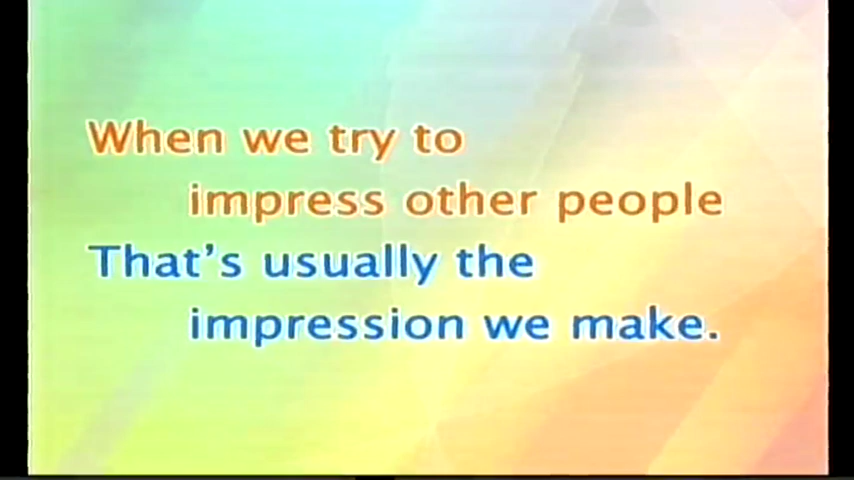 When we try to
impress other people
That's usually the
impression we make.